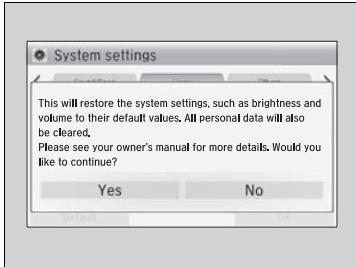 System settings
This will restore the system settings, such as brightness and
volume to their default values. All personal data will also
be cleared.
Please see your owner's manual for more details. Would you
like to continue?
Yes
No
Default
OK